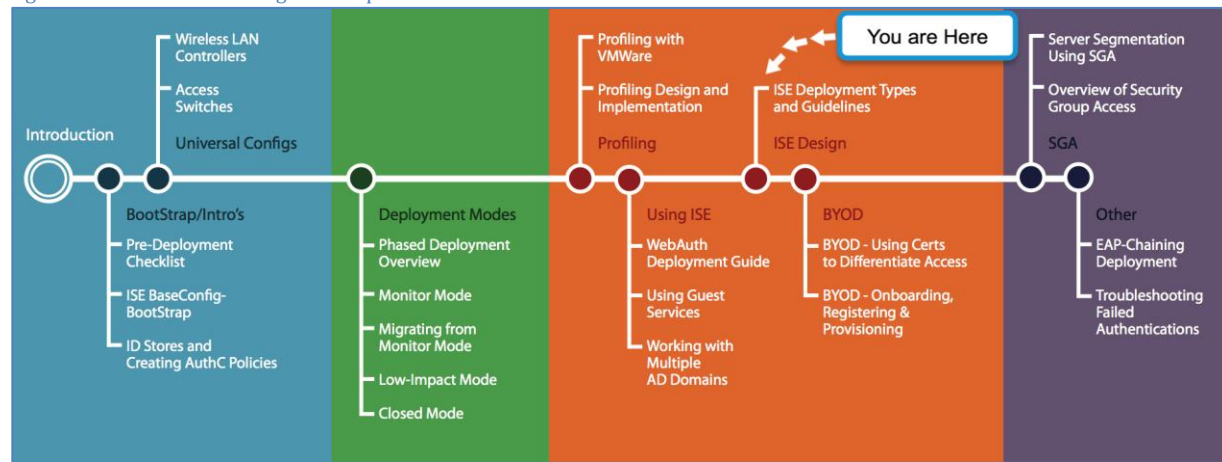 You are Here
Introduction
Wireless LAN
Controllers
Access
Switches
Universal Configs
BootStrap/Intro's
Pre-Deployment
Checklist
ISE BaseConfig-
BootStrap
ID Stores and
Creating AuthC Policies
Deployment Modes
Phased Deployment
Overview
Monitor Mode
Migrating from
Monitor Mode
Low-Impact Mode
Closed Mode
Profiling with
VMWare
Profiling Design and
Implementation
Profiling
Using ISE
WebAuth
Deployment Guide
Using Guest
Services
Working with
Multiple
AD Domains
ISE Deployment Types
and Guidelines
ISE Design
BYOD
BYOD - Using Certs
to Differentiate Access
BYOD - Onboarding,
Registering &
Provisioning
Server Segmentation
Using SGA
Overview of Security
Group Access
SGA
Other
EAP-Chaining
Deployment
Troubleshooting
Failed
Authentications